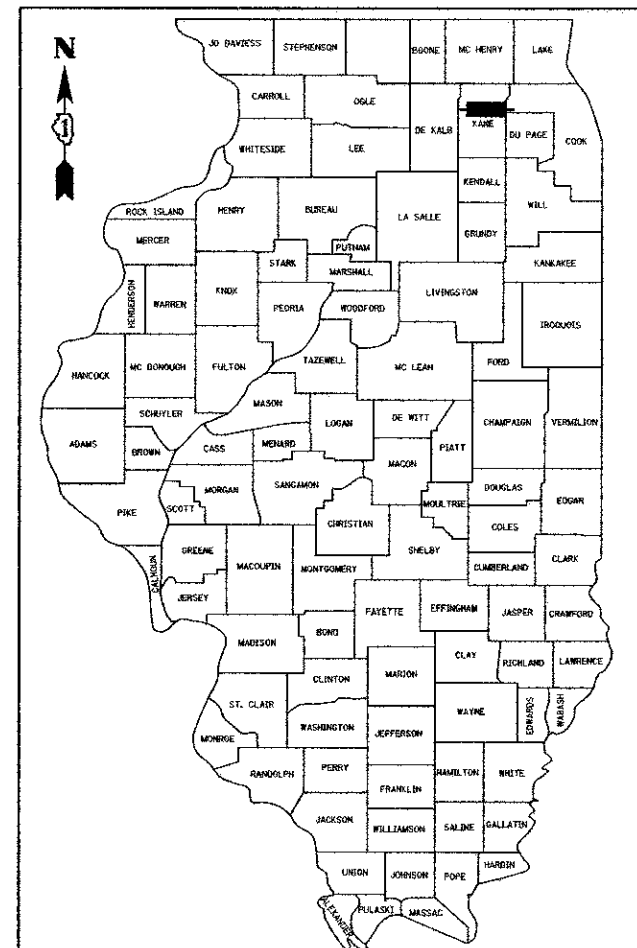 N
1
JO DAVIESS STEPHENSON BOONE MC HENRY LAKE
CARROLL OGLE DE KALB KANE DU PAGE COOK
WHITESIDE LEE
KENDALL WILL
ROCK ISLAND HENRY BUREAU LA SALLE GRUNDY
MERCER PUTNAM
STARK MARSHALL KANKAKEE
HENDERSON WARREN KNOX PEORIA WOODFORD LIVINGSTON IROQUOIS
HANCOCK MC DONOUGH FULTON TAZEWELL MC LEAN FORD
SCHUYLER MASON
ADAMS BROWN CASS MENARD LOGAN DE WITT PIATT CHAMPAIGN VERMILION
MACON
PIKE SCOTT MORGAN SANGAMON MOULTRIE DOUGLAS EDGAR
CHRISTIAN COLES
CALHOUN GREENE MACOUPIN MONTGOMERY SHELBY CUMBERLAND CLARK
JERSEY
FAYETTE EFFINGHAM JASPER CRAWFORD
MADISON BOND
CLAY RICHLAND LAWRENCE
CLINTON MARION
ST. CLAIR WAYNE EDWARDS WABASH
MONROE WASHINGTON JEFFERSON
RANDOLPH PERRY HAMILTON WHITE
FRANKLIN
JACKSON WILLIAMSON SALINE GALLATIN
UNION JOHNSON POPE HARDIN
ALEXANDER PULASKI MASSAC